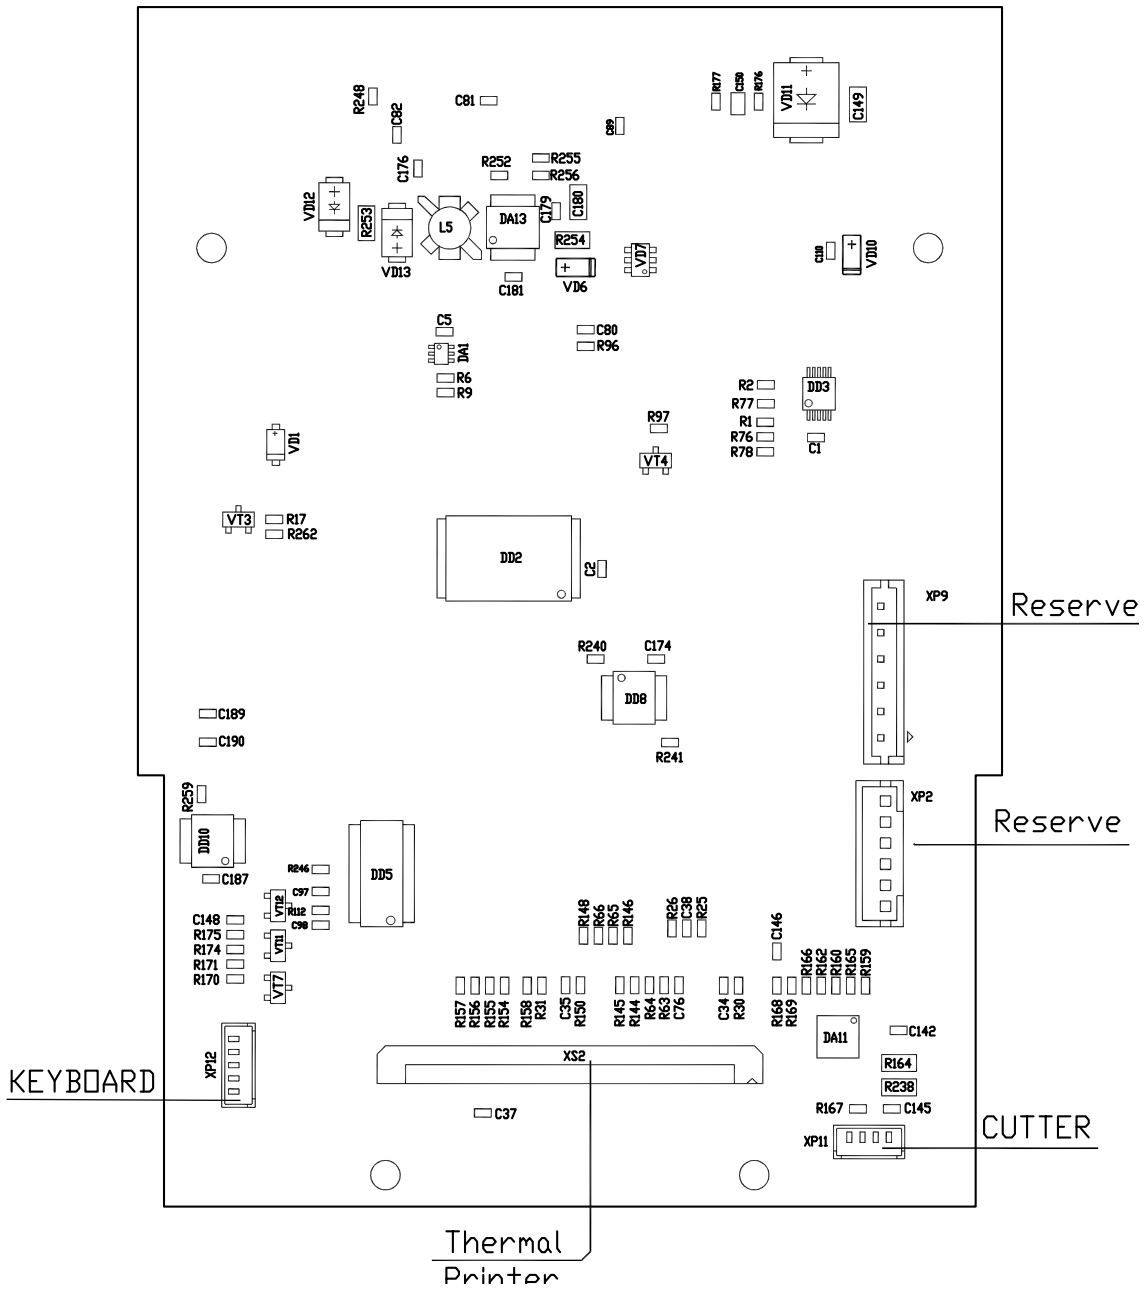 R248
C82
C81
C176
R252
R255
R256
C89
R177
C150
R176
VD11
C149
VD12
R253
VD13
L5
DA13
C179
C180
R254
VD7
C181
VD6
C110
VD10
C5
DA1
C80
R96
R6
R9
R2
R77
R1
R76
R78
DD3
C1
R97
VT4
VD1
VT3
R17
R262
DD2
C2
XP9
Reserve
R240
C174
DD8
R241
C189
C190
R259
DD10
C187
XP2
Reserve
R246
C97
R112
C98
DD5
VT12
VT11
VT7
C148
R175
R174
R171
R170
R148
R66
R65
R146
R26
C38
R25
C146
R166
R162
R160
R165
R159
R157
R156
R155
R154
R158
R31
C35
R150
R145
R144
R64
R63
C76
C34
R30
R168
R169
DA11
C142
R164
R238
R167
C145
XP12
KEYBOARD
XS2
C37
XP11
CUTTER
Thermal
Printer